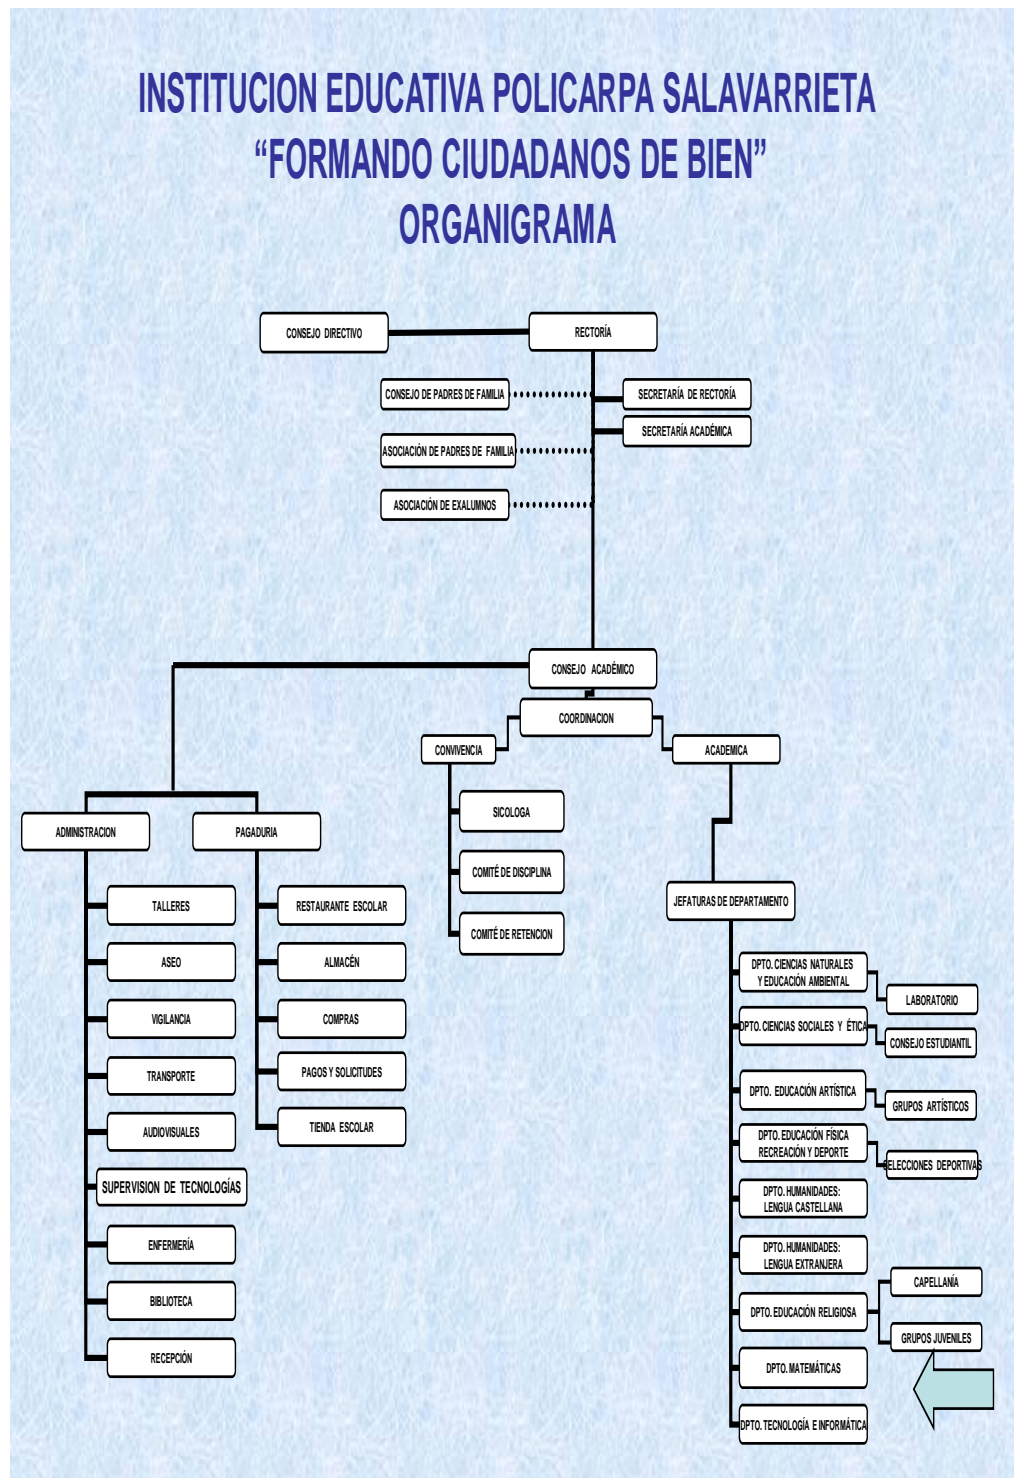 INSTITUCION EDUCATIVA POLICARPA SALAVARRIETA
“FORMANDO CIUDADANOS DE BIEN”
ORGANIGRAMA
CONSEJO DIRECTIVO
RECTORÍA
CONSEJO DE PADRES DE FAMILIA
SECRETARÍA DE RECTORÍA
SECRETARÍA ACADÉMICA
ASOCIACIÓN DE PADRES DE FAMILIA
ASOCIACIÓN DE EXALUMNOS
CONSEJO ACADÉMICO
COORDINACION
CONVIVENCIA
ACADEMICA
SICOLOGA
COMITÉ DE DISCIPLINA
COMITÉ DE RETENCION
ADMINISTRACION
PAGADURIA
TALLERES
ASEO
VIGILANCIA
TRANSPORTE
AUDIOVISUALES
SUPERVISION DE TECNOLOGÍAS
ENFERMERÍA
BIBLIOTECA
RECEPCIÓN
RESTAURANTE ESCOLAR
ALMACÉN
COMPRAS
PAGOS Y SOLICITUDES
TIENDA ESCOLAR
JEFATURAS DE DEPARTAMENTO
DPTO. CIENCIAS NATURALES
Y EDUCACIÓN AMBIENTAL
LABORATORIO
DPTO. CIENCIAS SOCIALES Y ÉTICA
CONSEJO ESTUDIANTIL
DPTO. EDUCACIÓN ARTÍSTICA
GRUPOS ARTÍSTICOS
DPTO. EDUCACIÓN FÍSICA
RECREACIÓN Y DEPORTE
SELECCIONES DEPORTIVAS
DPTO. HUMANIDADES:
LENGUA CASTELLANA
DPTO. HUMANIDADES:
LENGUA EXTRANJERA
DPTO. EDUCACIÓN RELIGIOSA
CAPELLANÍA
GRUPOS JUVENILES
DPTO. MATEMÁTICAS
DPTO. TECNOLOGÍA E INFORMÁTICA